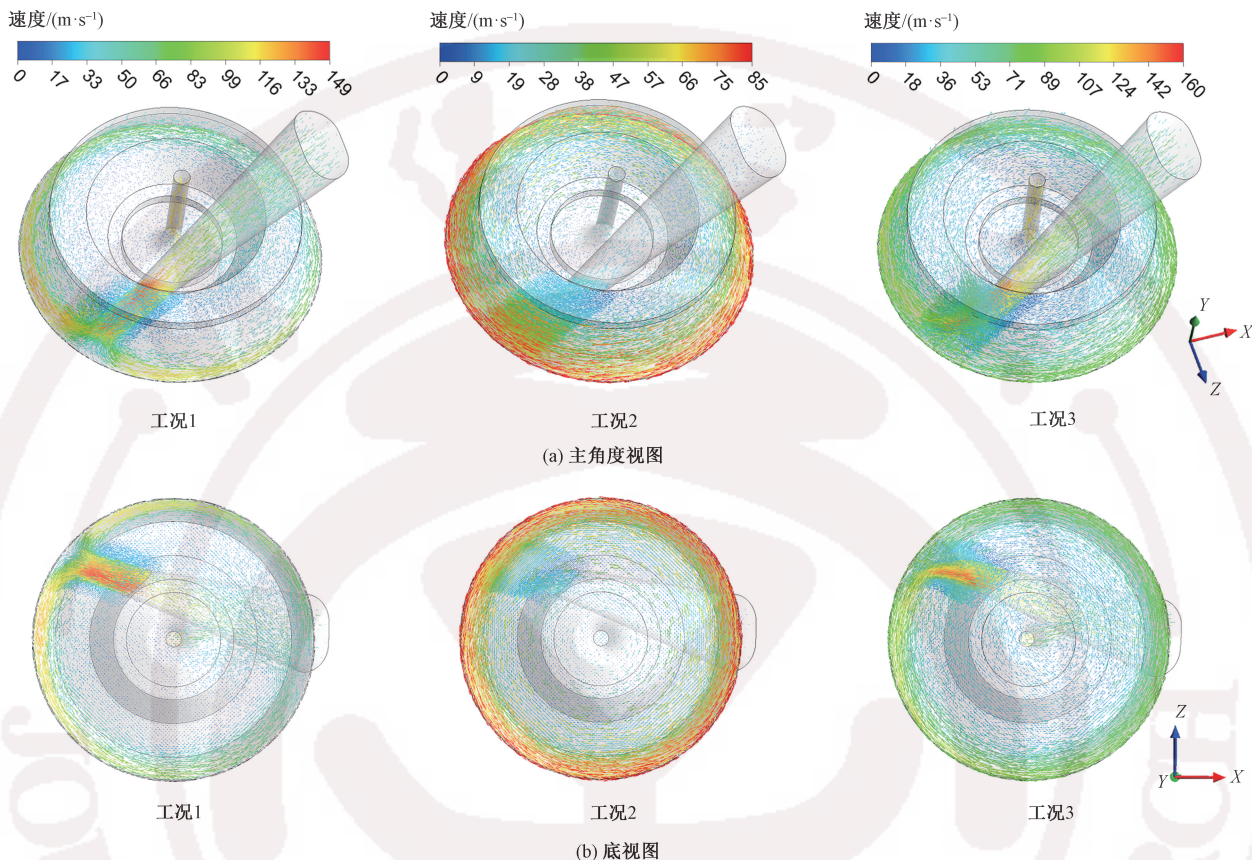 速度/(m·s⁻¹) 速度/(m·s⁻¹) 速度/(m·s⁻¹)
0 17 33 50 66 83 99 116 133 149 0 9 19 28 38 47 57 66 75 85 0 18 36 53 71 89 107 124 142 160
Y
X
Z
工况1 工况2 工况3
(a) 主角度视图
Z
Y X
工况1 工况2 工况3
(b) 底视图